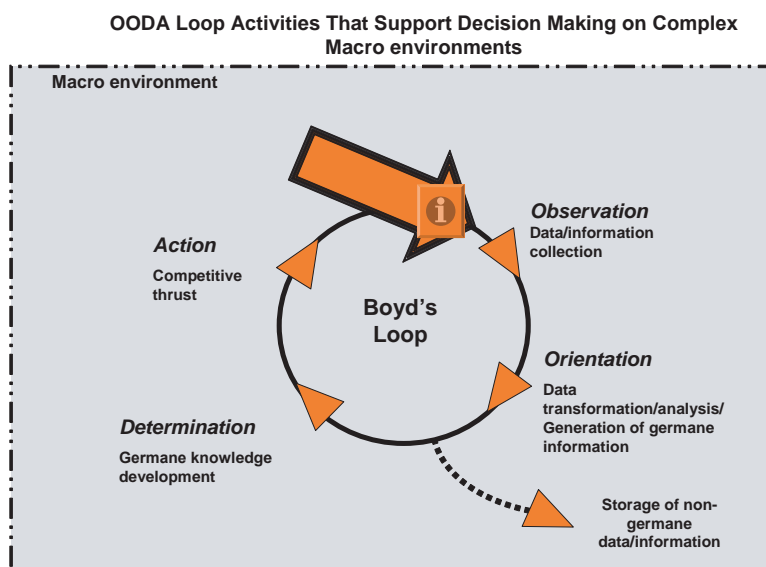 OODA Loop Activities That Support Decision Making on Complex
Macro environments
Macro environment
i
Observation
Data/information
collection
Action
Competitive
thrust
Boyd's
Loop
Orientation
Data
transformation/analysis/
Generation of germane
information
Determination
Germane knowledge
development
Storage of non-
germane
data/information